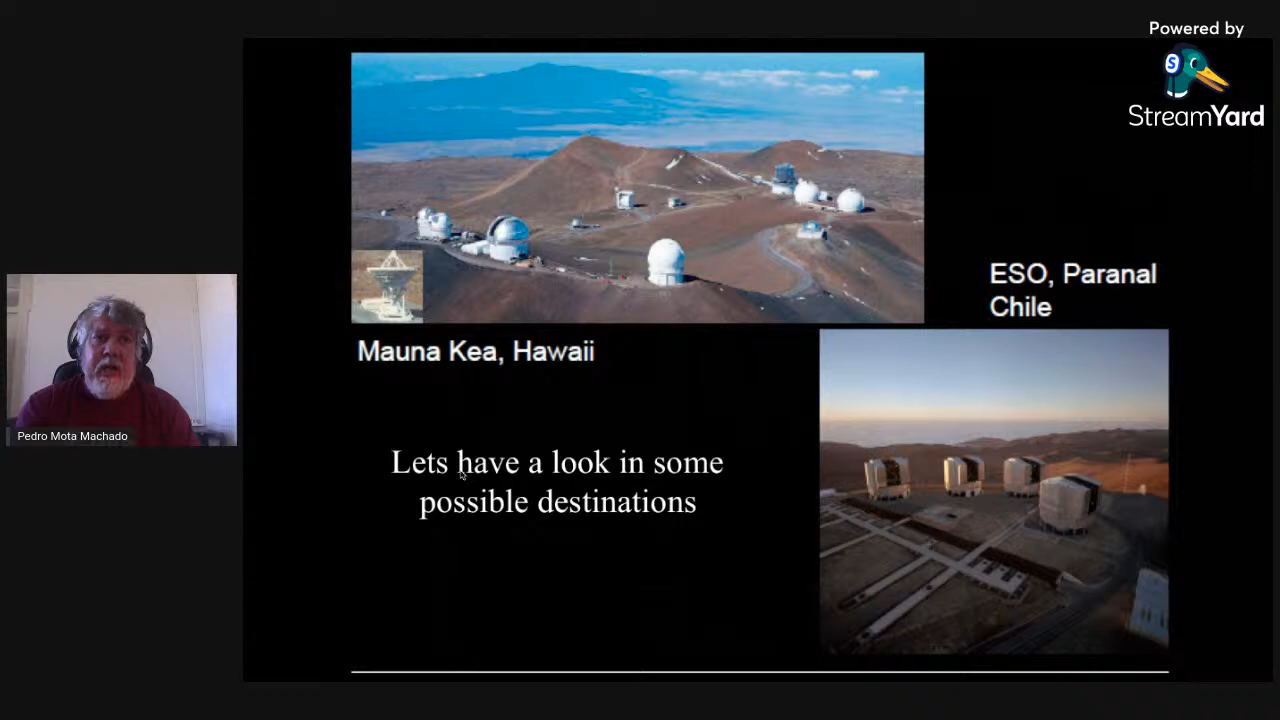 Powered by
StreamYard
ESO, Paranal
Chile
Mauna Kea, Hawaii
Pedro Mota Machado
Lets have a look in some
possible destinations